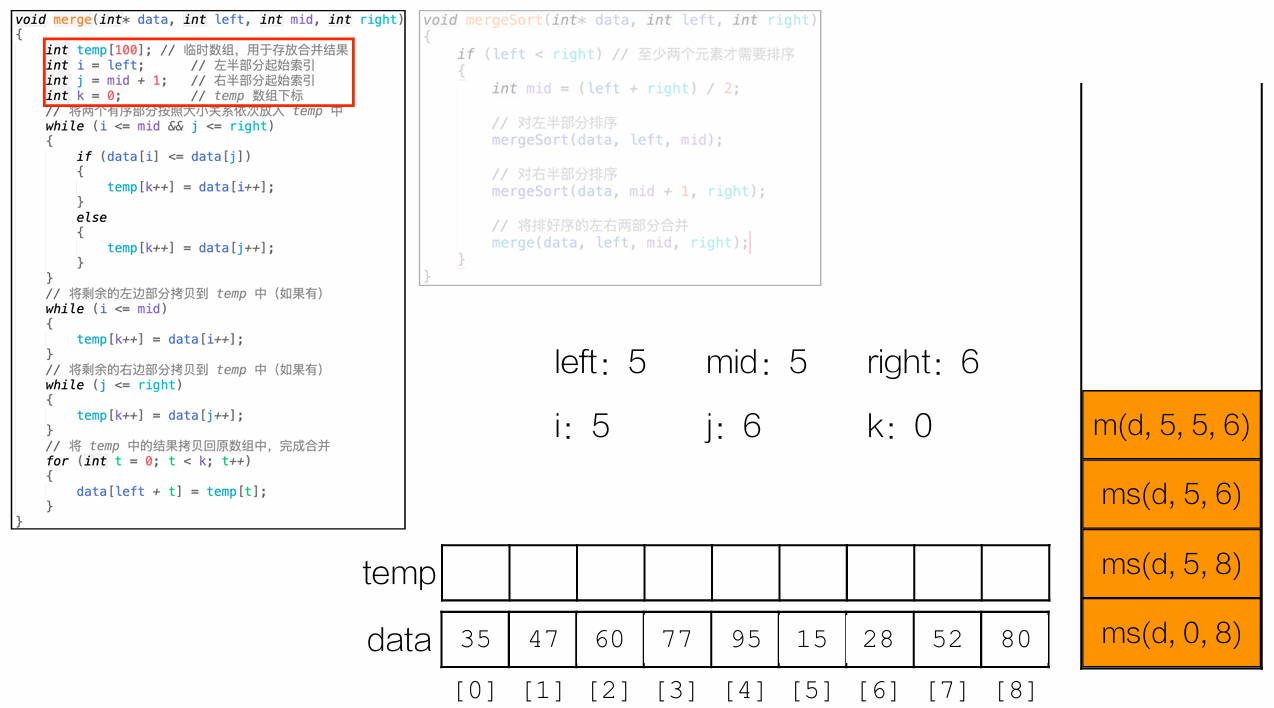 void merge(int* data, int left, int mid, int right)
{
int temp[100]; // 临时数组，用于存放合并结果
int i = left; // 左半部分起始索引
int j = mid + 1; // 右半部分起始索引
int k = 0; // temp 数组下标
// 将两个有序部分按照大小关系依次放入 temp 中
while (i <= mid && j <= right)
{
if (data[i] <= data[j])
{
temp[k++] = data[i++];
}
else
{
temp[k++] = data[j++];
}
}
// 将剩余的左边部分拷贝到 temp 中（如果有）
while (i <= mid)
{
temp[k++] = data[i++];
}
// 将剩余的右边部分拷贝到 temp 中（如果有）
while (j <= right)
{
temp[k++] = data[j++];
}
// 将 temp 中的结果拷贝回原数组中，完成合并
for (int t = 0; t < k; t++)
{
data[left + t] = temp[t];
}
}
void mergeSort(int* data, int left, int right)
{
if (left < right) // 至少两个元素才需要排序
{
int mid = (left + right) / 2;
// 对左半部分排序
mergeSort(data, left, mid);
// 对右半部分排序
mergeSort(data, mid + 1, right);
// 将排好序的左右两部分合并
merge(data, left, mid, right);
}
}
left: 5 mid: 5 right: 6
i: 5 j: 6 k: 0
m(d, 5, 5, 6)
ms(d, 5, 6)
ms(d, 5, 8)
ms(d, 0, 8)
temp
data 35 47 60 77 95 15 28 52 80
[0] [1] [2] [3] [4] [5] [6] [7] [8]